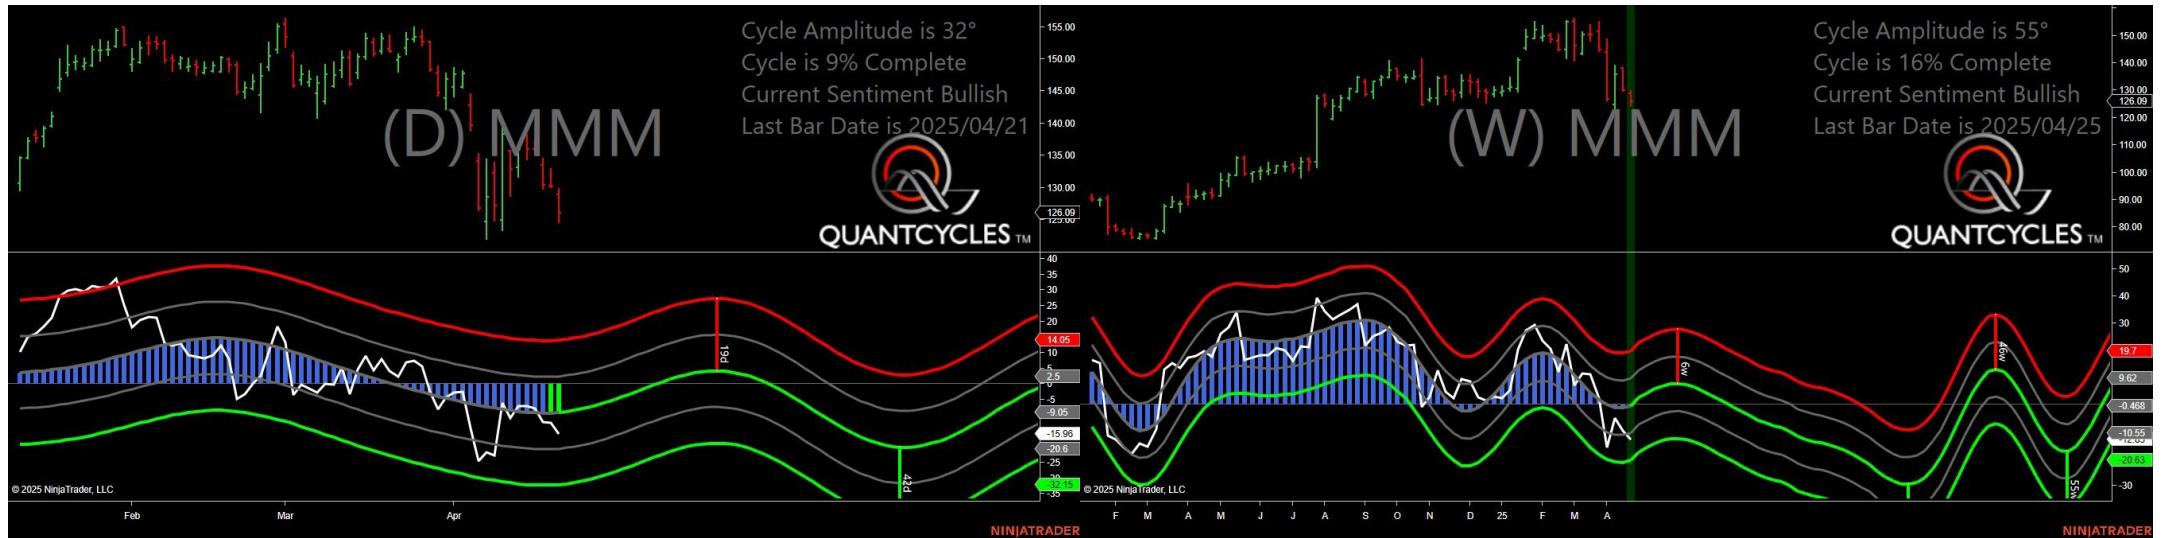 Cycle Amplitude is 32°
Cycle is 9% Complete
Current Sentiment Bullish
Last Bar Date is 2025/04/21
(D) MMM
QUANTCYCLES TM
155.00
150.00
145.00
140.00
135.00
130.00
126.09
125.00
40
35
30
25
20
14.05
10
5
2.5
-5
-9.05
-15.96
-20.6
-25
-32.15
-35
19d
42d
© 2025 NinjaTrader, LLC
Feb
Mar
Apr
NINJATRADER
Cycle Amplitude is 55°
Cycle is 16% Complete
Current Sentiment Bullish
Last Bar Date is 2025/04/25
(W) MMM
QUANTCYCLES TM
150.00
140.00
130.00
126.09
120.00
110.00
100.00
90.00
80.00
50
40
30
19.7
9.62
-0.468
-10.55
-20.63
-30
6w
46w
55w
© 2025 NinjaTrader, LLC
F M A M J J A S O N D 25 F M A
NINJATRADER